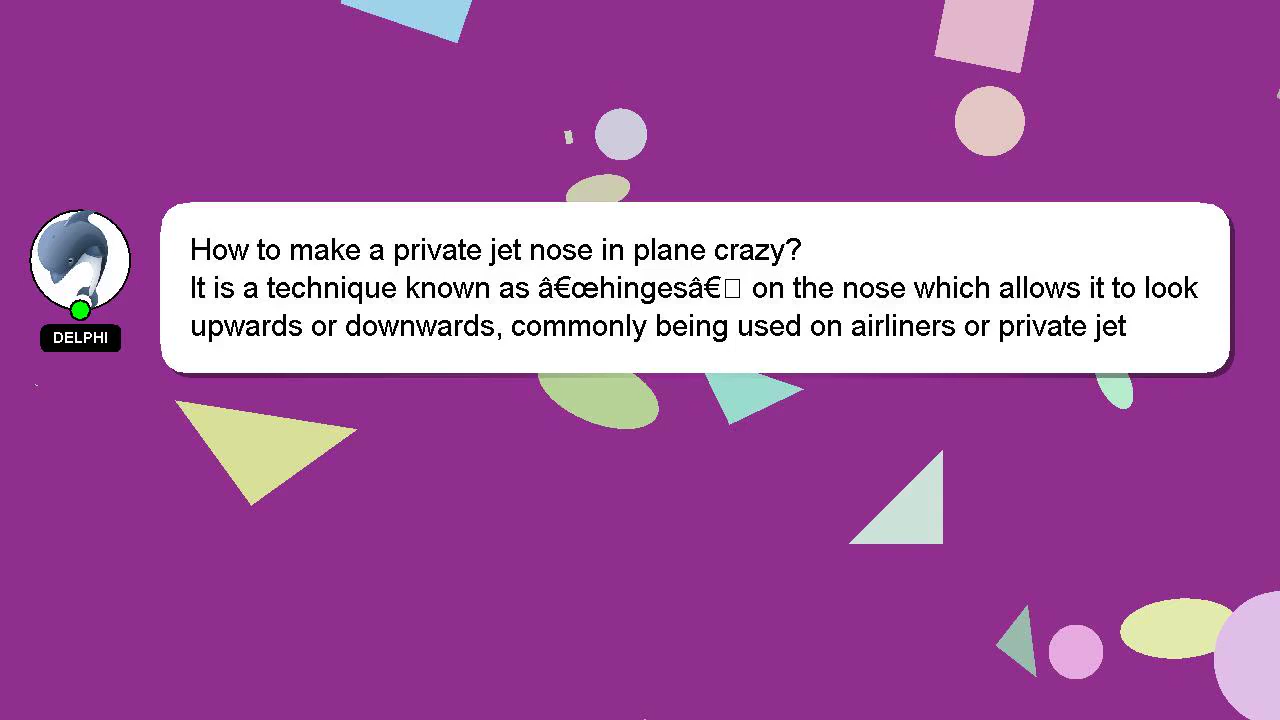 How to make a private jet nose in plane crazy?
It is a technique known as â€œhingesâ€□ on the nose which allows it to look
upwards or downwards, commonly being used on airliners or private jet
DELPHI